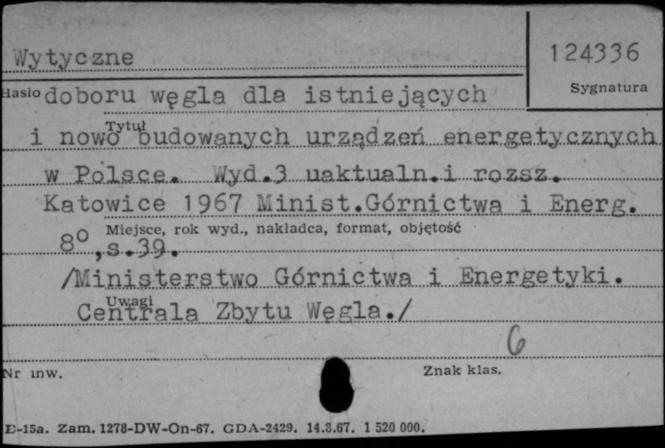 Wytyczne
124336
Hasło doboru węgla dla istniejących
Sygnatura
Tytuł
i nowo budowanych urządzeń energetycznych
w Polsce. Wyd.3 uaktualn.i rozsz.
Katowice 1967 Minist.Górnictwa i Energ.
Miejsce, rok wyd., nakładca, format, objętość
8°,s.39.
/Ministerstwo Górnictwa i Energetyki.
Uwagi
Centrala Zbytu Węgla./
6
Nr inw.
Znak klas.
E-15a. Zam. 1278-DW-On-67. GDA-2429. 14.8.67. 1 520 000.